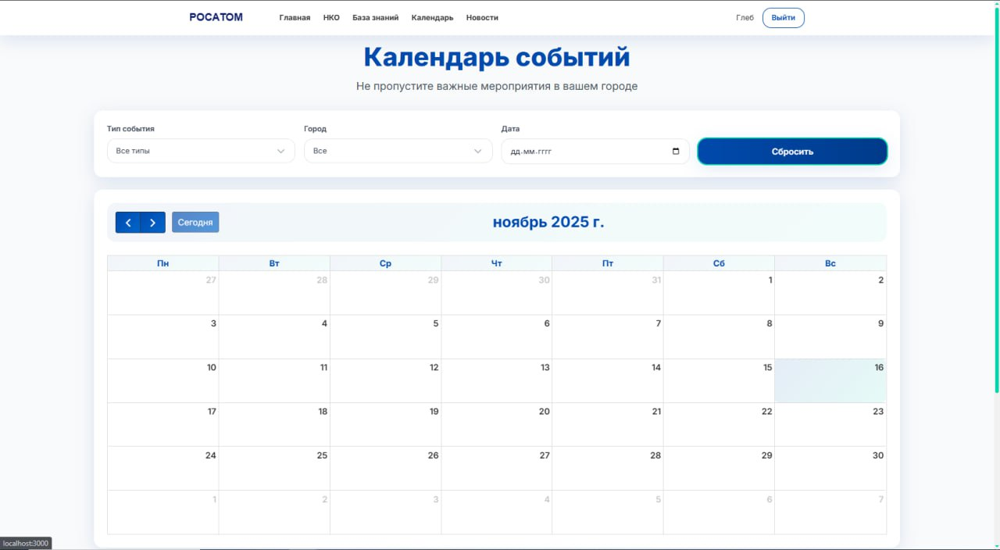 РОСАТОМ Главная НКО База знаний Календарь Новости Глеб Выйти
Календарь событий
Не пропустите важные мероприятия в вашем городе
Тип события Город Дата
Все типы Все дд.мм.гггг Сбросить
Сегодня ноябрь 2025 г.
Пн Вт Ср Чт Пт Сб Вс
27 28 29 30 31 1 2
3 4 5 6 7 8 9
10 11 12 13 14 15 16
17 18 19 20 21 22 23
24 25 26 27 28 29 30
1 2 3 4 5 6 7
localhost:3000